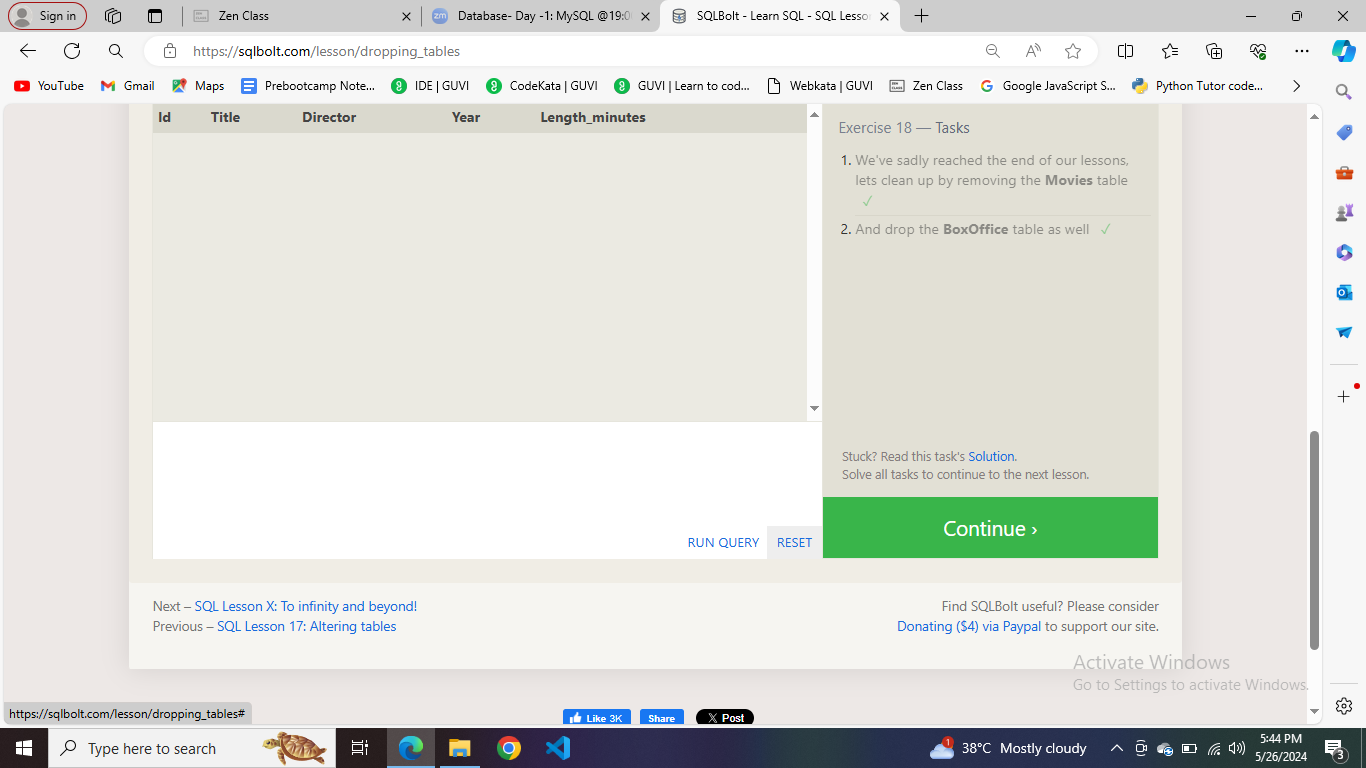 Sign in
Zen Class
Database- Day -1: MySQL @19:0
SQLBolt - Learn SQL - SQL Lesso
https://sqlbolt.com/lesson/dropping_tables
YouTube
Gmail
Maps
Prebootcamp Note...
IDE | GUVI
CodeKata | GUVI
GUVI | Learn to cod...
Webkata | GUVI
Zen Class
Google JavaScript S...
Python Tutor code...
Id Title Director Year Length_minutes
Exercise 18 — Tasks
1. We've sadly reached the end of our lessons,
lets clean up by removing the Movies table
✓
2. And drop the BoxOffice table as well ✓
Stuck? Read this task's Solution.
Solve all tasks to continue to the next lesson.
RUN QUERY RESET
Continue ›
Next – SQL Lesson X: To infinity and beyond!
Previous – SQL Lesson 17: Altering tables
Find SQLBolt useful? Please consider
Donating ($4) via Paypal to support our site.
Activate Windows
Go to Settings to activate Windows.
https://sqlbolt.com/lesson/dropping_tables#
Like 3K
Share
X Post
Type here to search
1
38°C Mostly cloudy
5:44 PM
5/26/2024
3